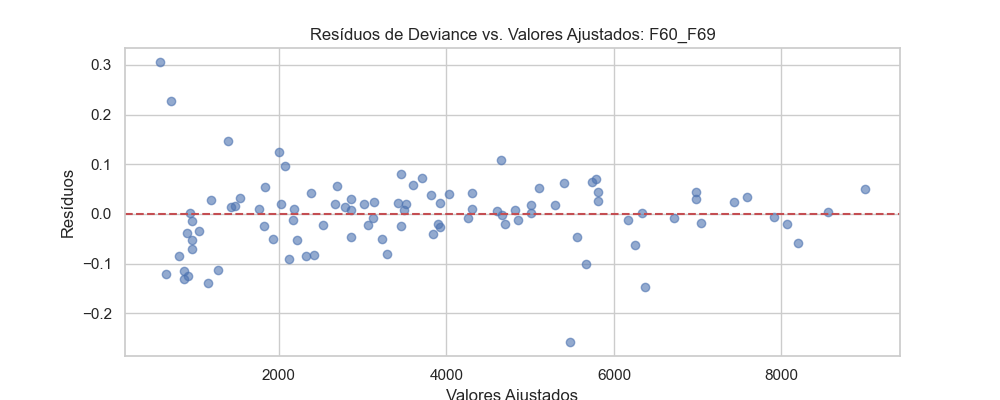 Resíduos de Deviance vs. Valores Ajustados: F60_F69
0.3
0.2
0.1
0.0
−0.1
−0.2
Resíduos
2000 4000 6000 8000
Valores Ajustados